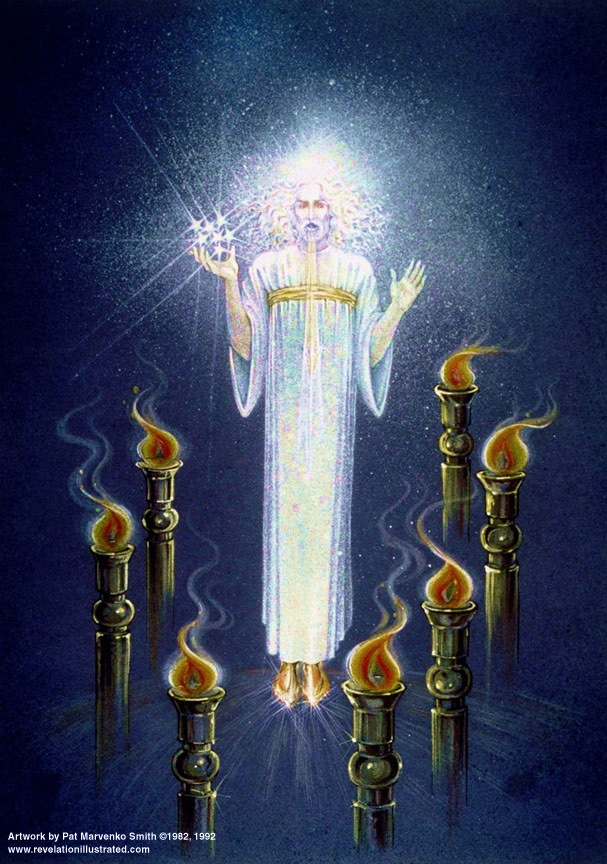 Artwork by Pat Marvenko Smith ©1982, 1992
www.revelationillustrated.com